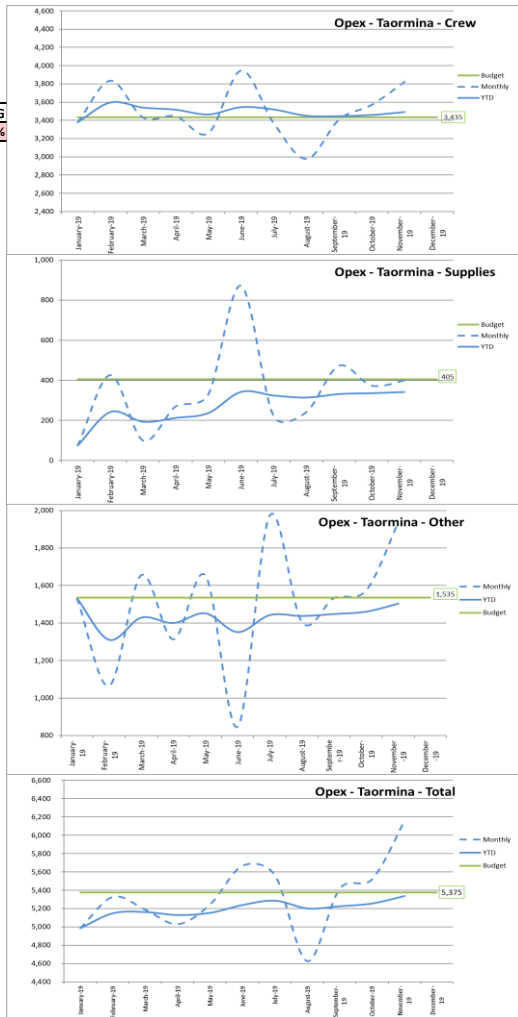 Opex - Taormina - Crew
4,600
4,400
4,200
4,000
3,800
3,600
3,400
3,200
3,000
2,800
2,600
2,400
2,200
Budget
Monthly
YTD
3,435
%
January-19
February-19
March-19
April-19
May-19
June-19
July-19
August-19
September-
19
October-19
November-
19
December-
19
Opex - Taormina - Supplies
1,000
800
600
400
200
0
Budget
Monthly
YTD
405
January-19
February-19
March-19
April-19
May-19
June-19
July-19
August-19
September-
19
October-19
November-
19
December-
19
Opex - Taormina - Other
2,000
1,800
1,600
1,400
1,200
1,000
800
Monthly
YTD
Budget
1,535
January-
19
February-
19
March-19
April-19
May-19
June-19
July-19
August-19
Septembe
r-19
October-
19
November
-19
December
-19
Opex - Taormina - Total
6,600
6,400
6,200
6,000
5,800
5,600
5,400
5,200
5,000
4,800
4,600
4,400
Monthly
YTD
Budget
5,375
January-19
February-19
March-19
April-19
May-19
June-19
July-19
August-19
September-
19
October-19
November-
19
December-
19